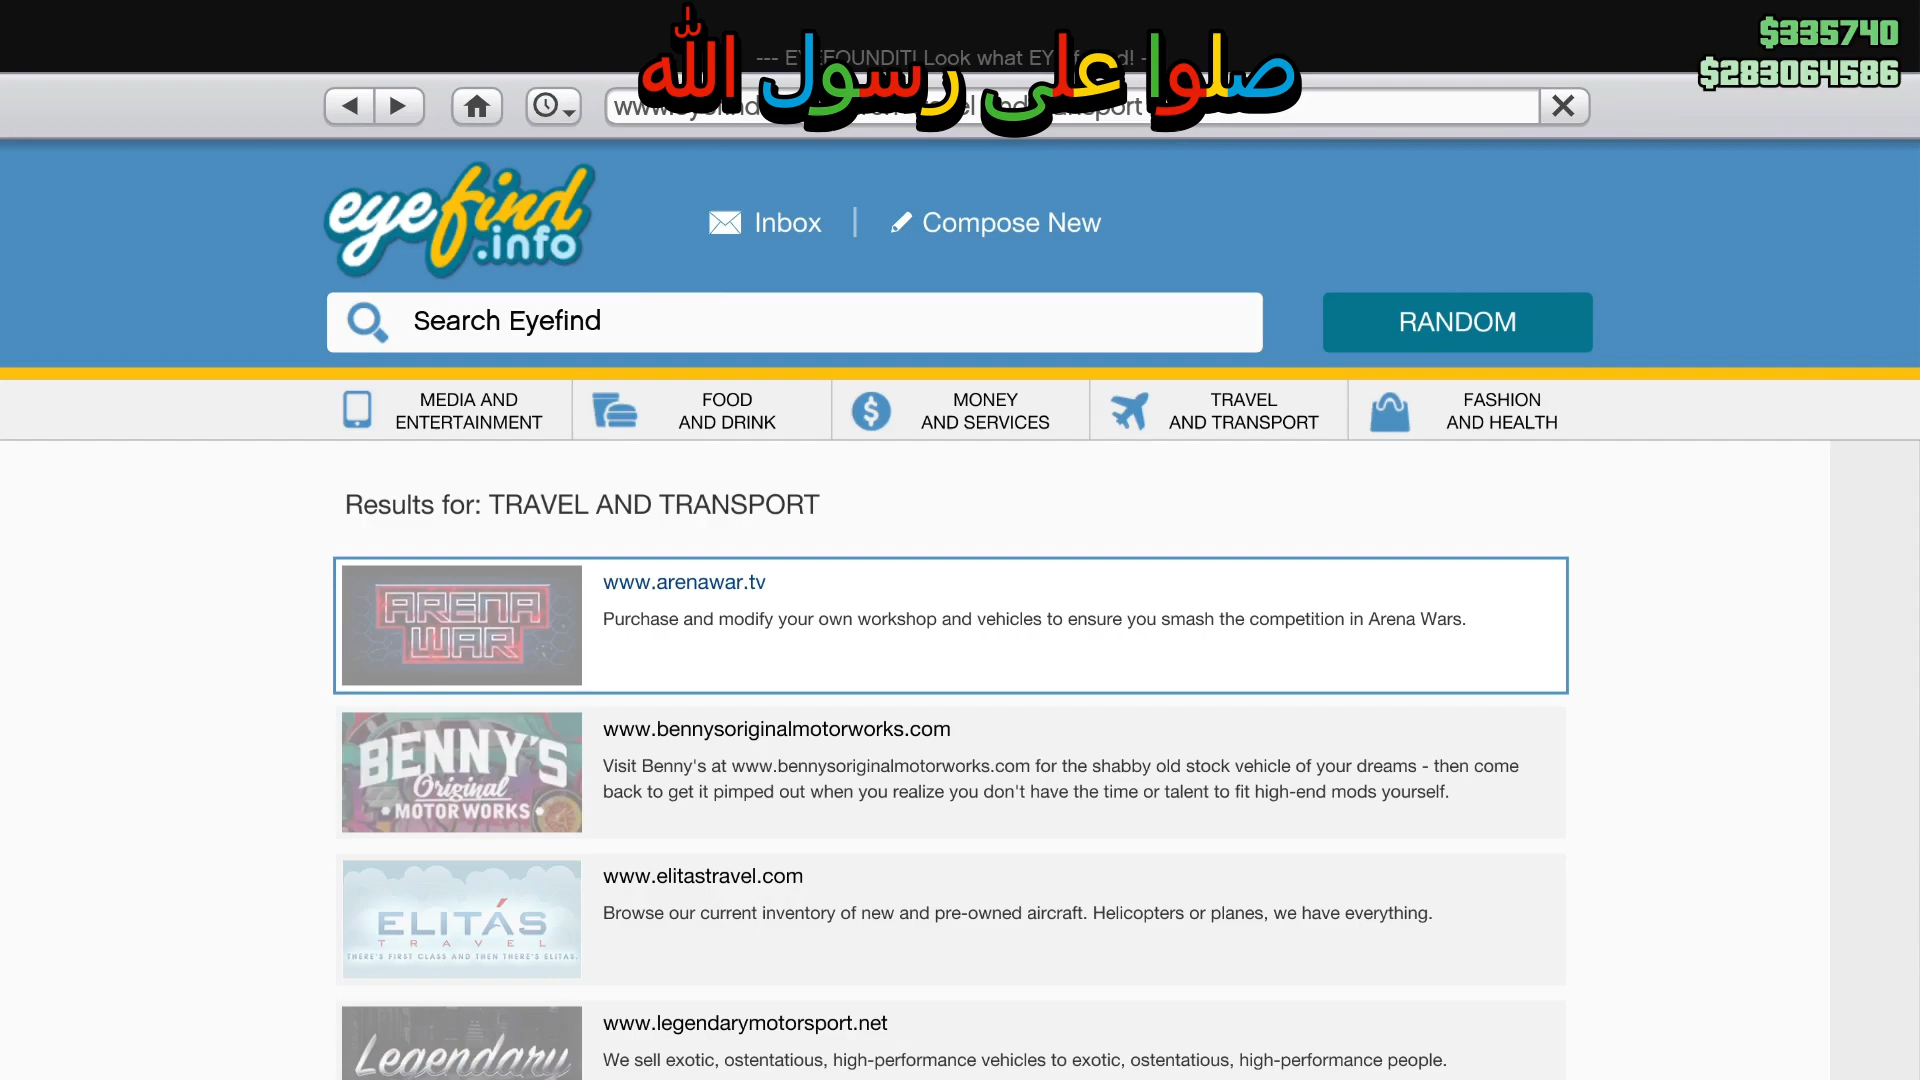 $335740
$283064586
صلوا على رسول الله
eyefind.info
Inbox
Compose New
Search Eyefind
RANDOM
MEDIA AND
ENTERTAINMENT
FOOD
AND DRINK
MONEY
AND SERVICES
TRAVEL
AND TRANSPORT
FASHION
AND HEALTH
Results for: TRAVEL AND TRANSPORT
ARENA
WAR
www.arenawar.tv
Purchase and modify your own workshop and vehicles to ensure you smash the competition in Arena Wars.
BENNY'S
Original
MOTOR WORKS
www.bennysoriginalmotorworks.com
Visit Benny's at www.bennysoriginalmotorworks.com for the shabby old stock vehicle of your dreams - then come
back to get it pimped out when you realize you don't have the time or talent to fit high-end mods yourself.
ELITÁS
TRAVEL
THERE'S FIRST CLASS AND THEN THERE'S ELITAS.
www.elitastravel.com
Browse our current inventory of new and pre-owned aircraft. Helicopters or planes, we have everything.
Legendary
www.legendarymotorsport.net
We sell exotic, ostentatious, high-performance vehicles to exotic, ostentatious, high-performance people.